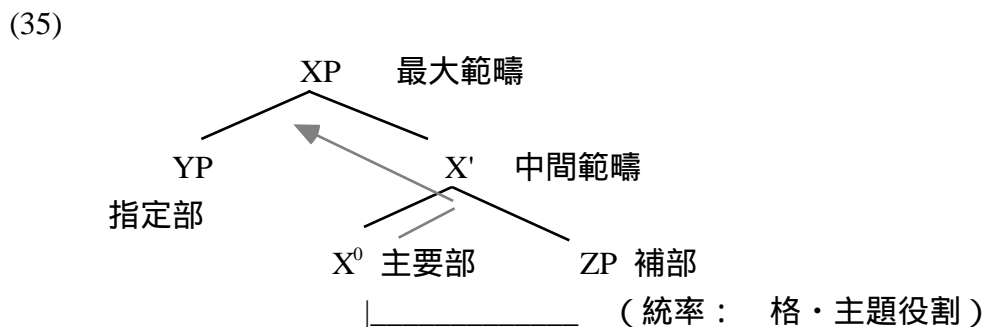 (35)
XP 最大範疇
YP X' 中間範疇
指定部
X⁰ 主要部 ZP 補部
|______________ (統率： 格・主題役割)